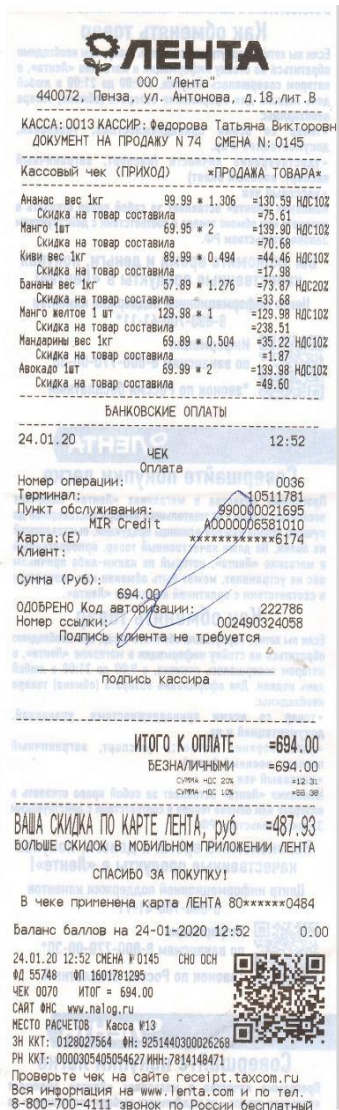 ЛЕНТА
ООО "Лента"
440072, Пенза, ул. Антонова, д.18,лит.В
КАССА:0013 КАССИР: Федорова Татьяна Викторовн
ДОКУМЕНТ НА ПРОДАЖУ N 74 СМЕНА N: 0145
Кассовый чек (ПРИХОД) *ПРОДАЖА ТОВАРА*
Ананас вес 1кг 99.99 * 1.306 =130.59 НДС10%
Скидка на товар составила =75.61
Манго 1шт 69.95 * 2 =139.90 НДС10%
Скидка на товар составила =70.68
Киви вес 1кг 89.99 * 0.494 =44.46 НДС10%
Скидка на товар составила =17.98
Бананы вес 1кг 57.89 * 1.276 =73.87 НДС20%
Скидка на товар составила =33.68
Манго желтое 1 шт 129.98 * 1 =129.98 НДС10%
Скидка на товар составила =238.51
Мандарины вес 1кг 69.89 * 0.504 =35.22 НДС10%
Скидка на товар составила =1.87
Авокадо 1шт 69.99 * 2 =139.98 НДС10%
Скидка на товар составила =49.60
БАНКОВСКИЕ ОПЛАТЫ
24.01.20 12:52
ЧЕК
Оплата
Номер операции: 0036
Терминал: 10511781
Пункт обслуживания: 990000021695
MIR Credit A0000006581010
Карта:(E) ************6174
Клиент:
Сумма (Руб):
694.00
ОДОБРЕНО Код авторизации: 222786
Номер ссылки: 002490324058
Подпись клиента не требуется
подпись кассира
ИТОГО К ОПЛАТЕ =694.00
БЕЗНАЛИЧНЫМИ =694.00
СУММА НДС 20% =12.31
СУММА НДС 10%
ВАША СКИДКА ПО КАРТЕ ЛЕНТА, руб =487.93
БОЛЬШЕ СКИДОК В МОБИЛЬНОМ ПРИЛОЖЕНИИ ЛЕНТА
СПАСИБО ЗА ПОКУПКУ!
В чеке применена карта ЛЕНТА 80******0484
Баланс баллов на 24-01-2020 12:52 0.00
24.01.20 12:52 СМЕНА №0145 СНО ОСН
ФД 55748 ФП 1601781295
ЧЕК 0070 ИТОГ = 694.00
САЙТ ФНС www.nalog.ru
МЕСТО РАСЧЕТОВ Касса №13
ЗН ККТ: 0128027564 ФН: 9251440300026268
РН ККТ: 0000305405054627 ИНН:7814148471
Проверьте чек на сайте receipt.taxcom.ru
Вся информация на www.lenta.com и по тел.
8-800-700-4111 звонок по России бесплатный